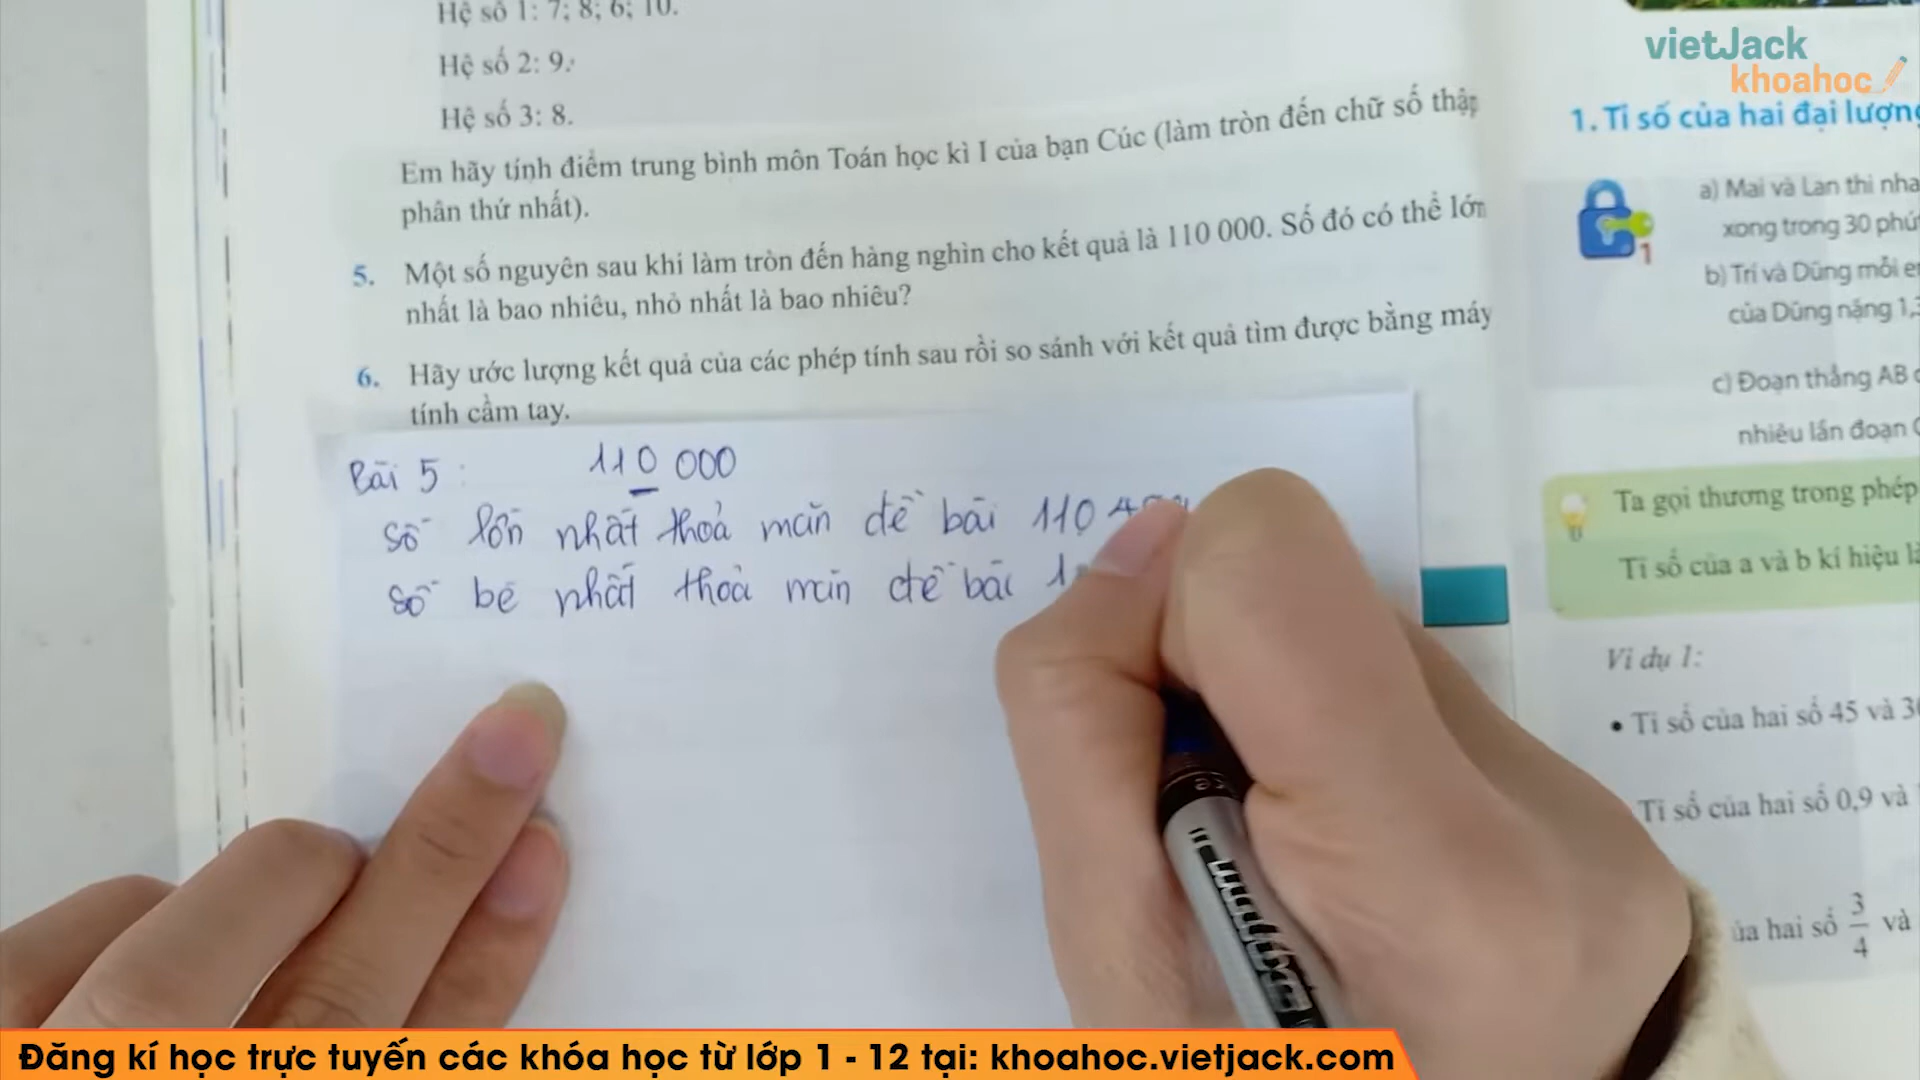 Hệ số 1: 7; 8; 6; 10.
Hệ số 2: 9.
Hệ số 3: 8.
Em hãy tính điểm trung bình môn Toán học kì I của bạn Cúc (làm tròn đến chữ số thập
phân thứ nhất).
5. Một số nguyên sau khi làm tròn đến hàng nghìn cho kết quả là 110 000. Số đó có thể lớn
nhất là bao nhiêu, nhỏ nhất là bao nhiêu?
6. Hãy ước lượng kết quả của các phép tính sau rồi so sánh với kết quả tìm được bằng máy
tính cầm tay.
Bài 5 : 110 000
Số lớn nhất thoả mãn đề bài 110 4
Số bé nhất thoả mãn đề bài 1
vietJack
khoahoc
1. Tỉ số của hai đại lượng
a) Mai và Lan thi nha
xong trong 30 phú
1
b) Trí và Dũng mỗi e
của Dũng nặng 1,3
c) Đoạn thẳng AB
nhiêu lần đoạn
Ta gọi thương trong phép
Tỉ số của a và b kí hiệu là
Ví dụ 1:
• Tỉ số của hai số 45 và 3
Tỉ số của hai số 0,9 và
ủa hai số 3/4 và
Đăng kí học trực tuyến các khóa học từ lớp 1 - 12 tại: khoahoc.vietjack.com